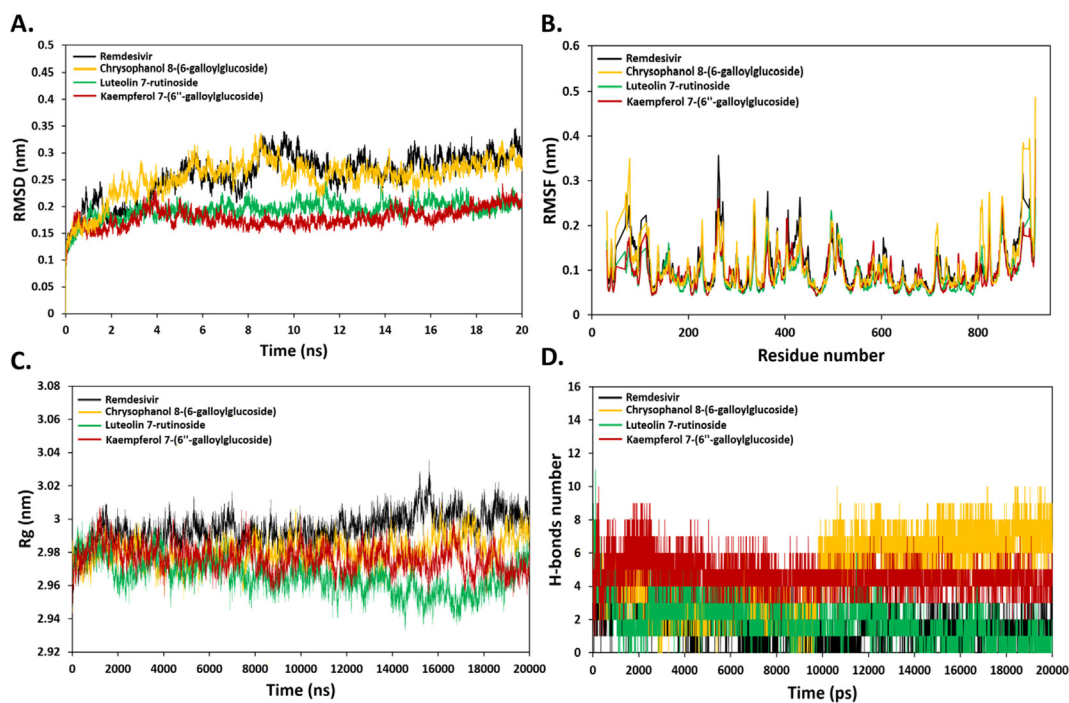 A.
0.5
0.45
0.4
0.35
0.3
0.25
0.2
0.15
0.1
0.05
0
RMSD (nm)
Remdesivir
Chrysophanol 8-(6-galloylglucoside)
Luteolin 7-rutinoside
Kaempferol 7-(6''-galloylglucoside)
0 2 4 6 8 10 12 14 16 18 20
Time (ns)
B.
0.6
0.5
0.4
0.3
0.2
0.1
0
RMSF (nm)
Remdesivir
Chrysophanol 8-(6-galloylglucoside)
Luteolin 7-rutinoside
Kaempferol 7-(6''-galloylglucoside)
0 200 400 600 800
Residue number
C.
3.08
3.06
3.04
3.02
3
2.98
2.96
2.94
2.92
Rg (nm)
Remdesivir
Chrysophanol 8-(6-galloylglucoside)
Luteolin 7-rutinoside
Kaempferol 7-(6''-galloylglucoside)
0 2000 4000 6000 8000 10000 12000 14000 16000 18000 20000
Time (ns)
D.
16
14
12
10
8
6
4
2
0
H-bonds number
Remdesivir
Chrysophanol 8-(6-galloylglucoside)
Luteolin 7-rutinoside
Kaempferol 7-(6''-galloylglucoside)
0 2000 4000 6000 8000 10000 12000 14000 16000 18000 20000
Time (ps)